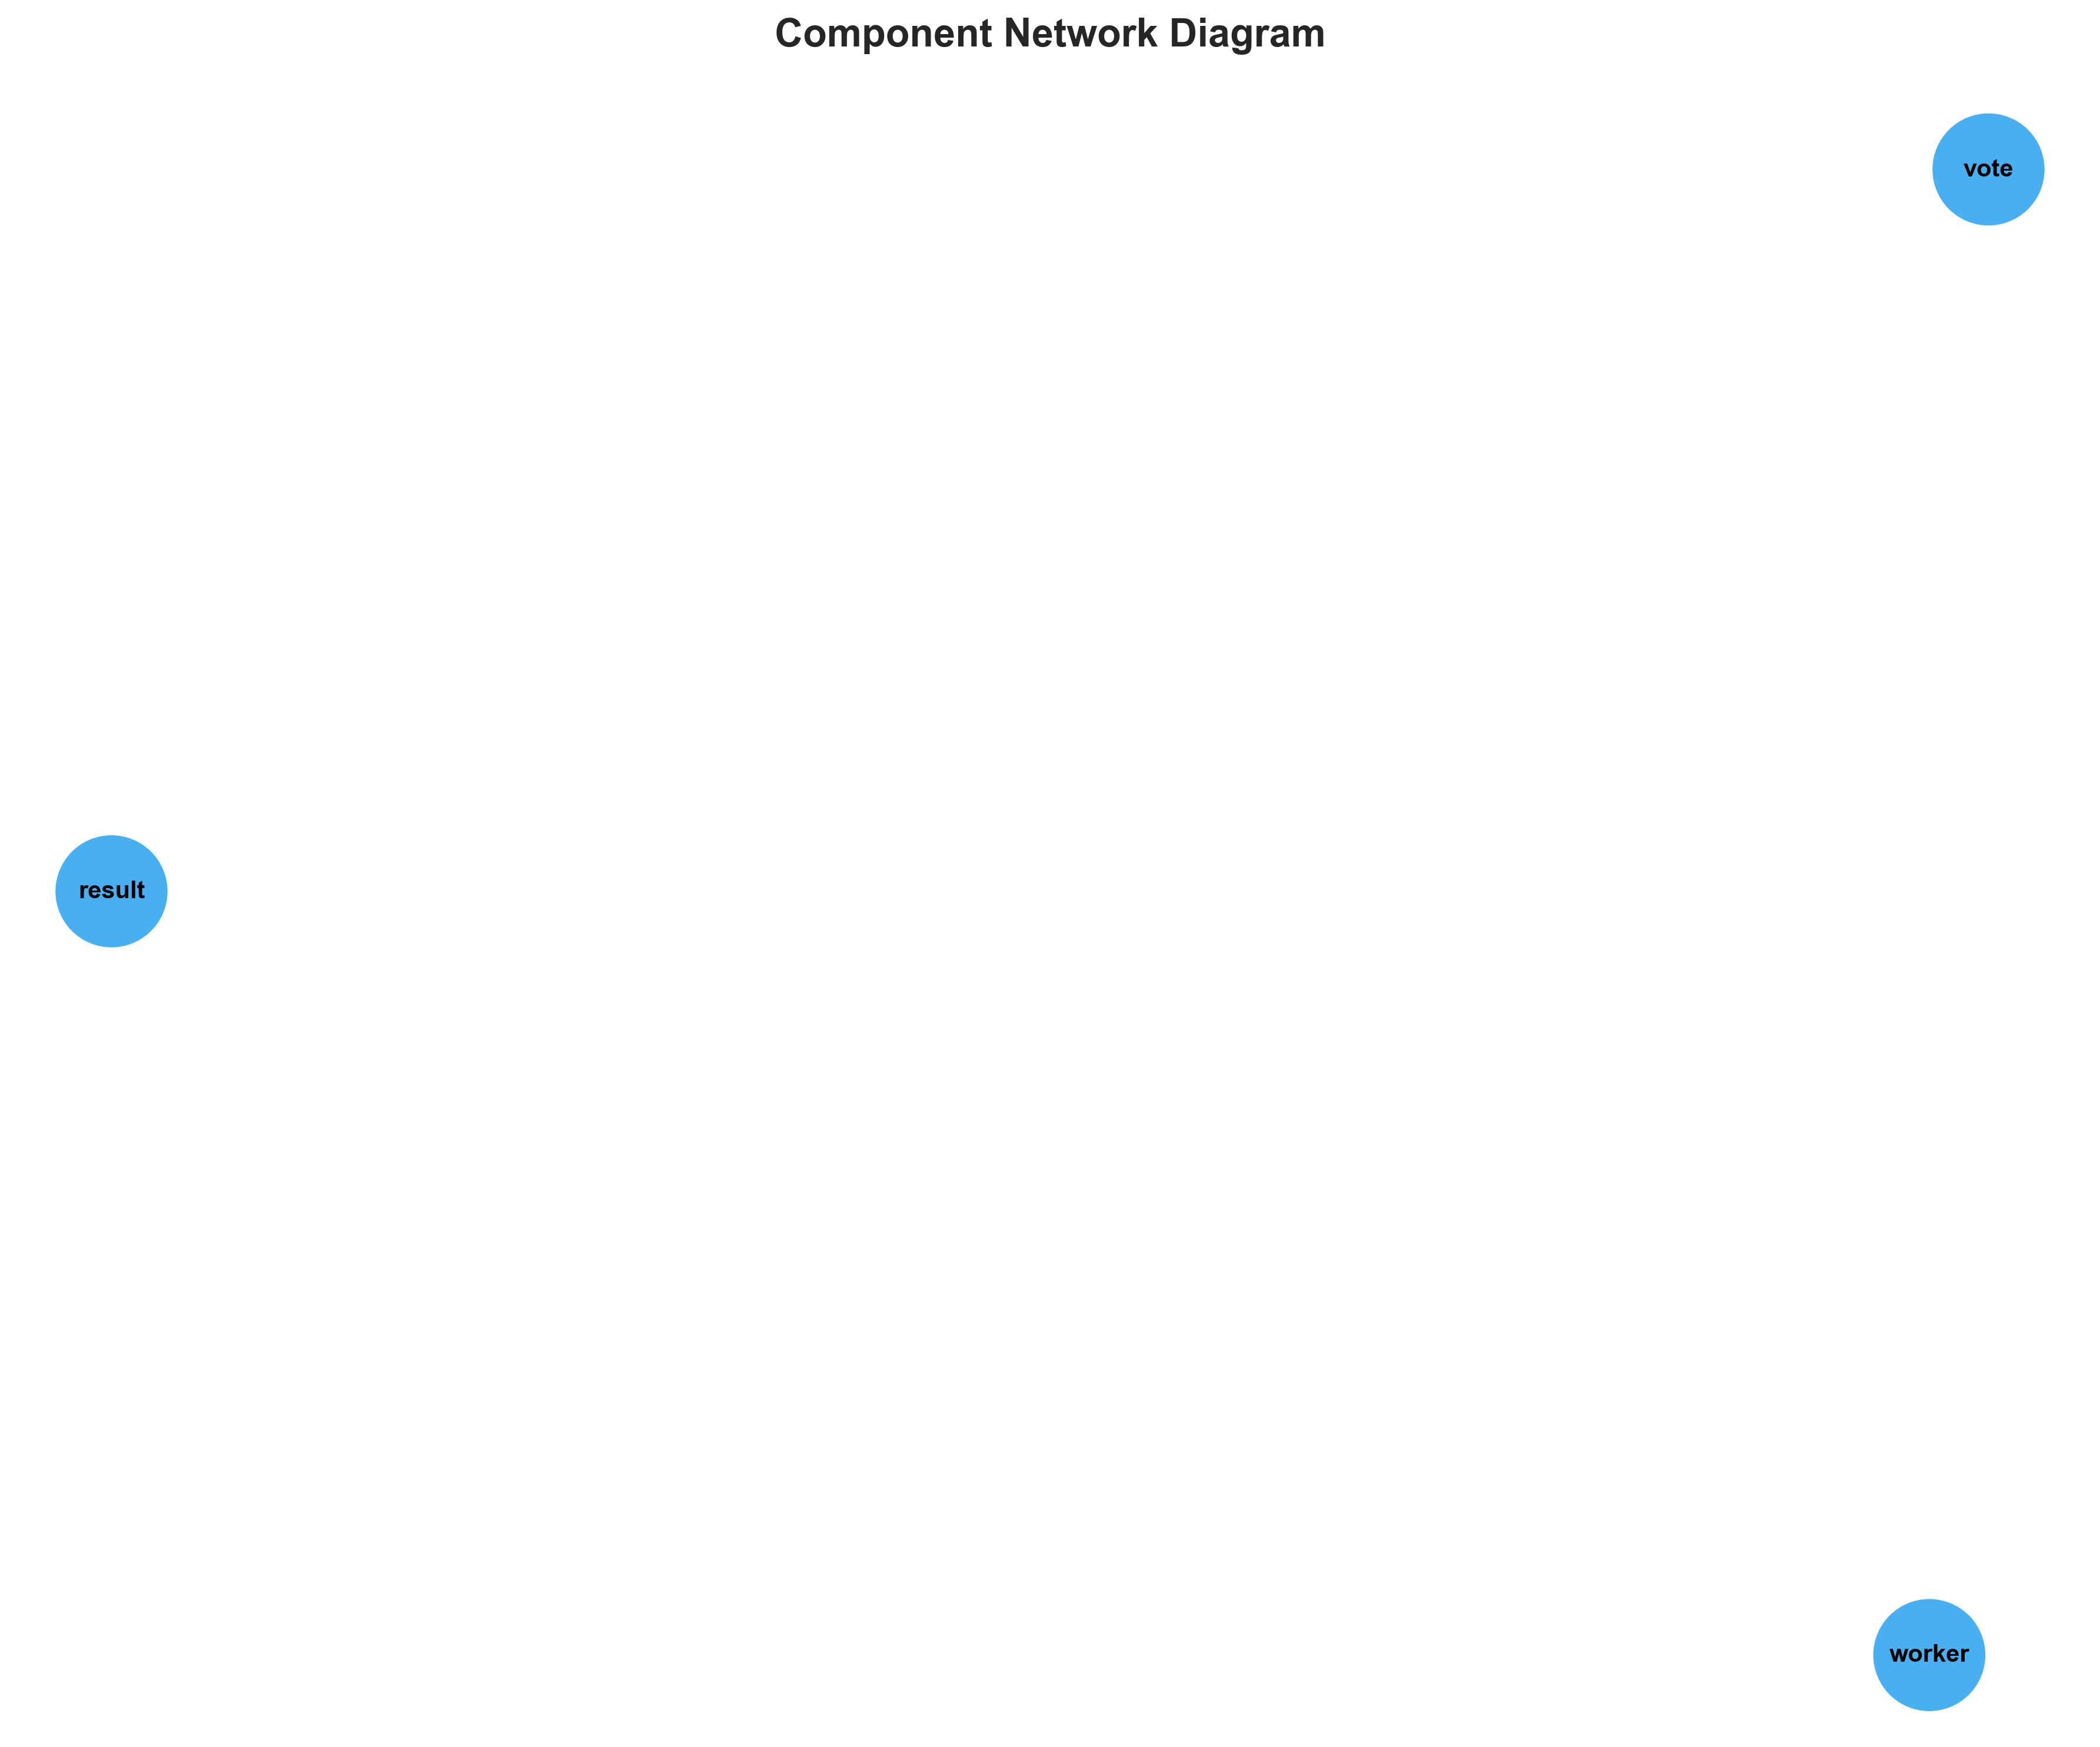 Component Network Diagram
vote
result
worker